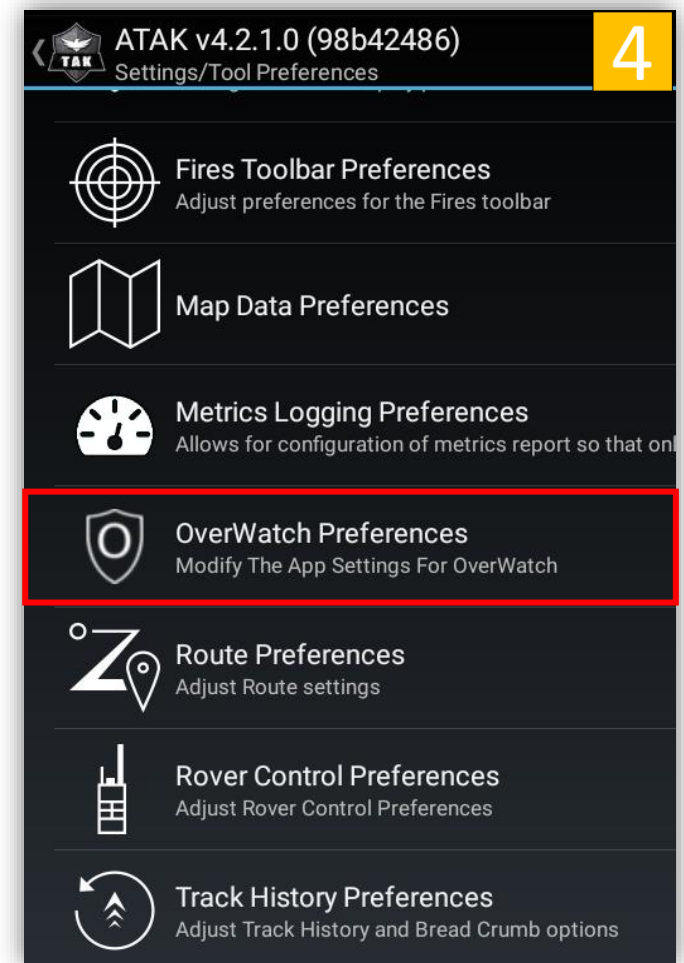 ATAK v4.2.1.0 (98b42486)
4
TAK
Settings/Tool Preferences
Fires Toolbar Preferences
Adjust preferences for the Fires toolbar
Map Data Preferences
Metrics Logging Preferences
Allows for configuration of metrics report so that onl
O
OverWatch Preferences
Modify The App Settings For OverWatch
Route Preferences
Adjust Route settings
Rover Control Preferences
Adjust Rover Control Preferences
Track History Preferences
Adjust Track History and Bread Crumb options